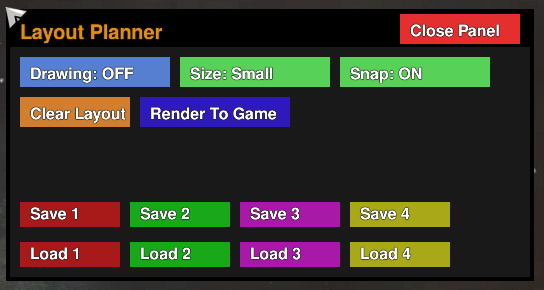 Layout Planner
Close Panel
Drawing: OFF
Size: Small
Snap: ON
Clear Layout
Render To Game
Save 1
Save 2
Save 3
Save 4
Load 1
Load 2
Load 3
Load 4